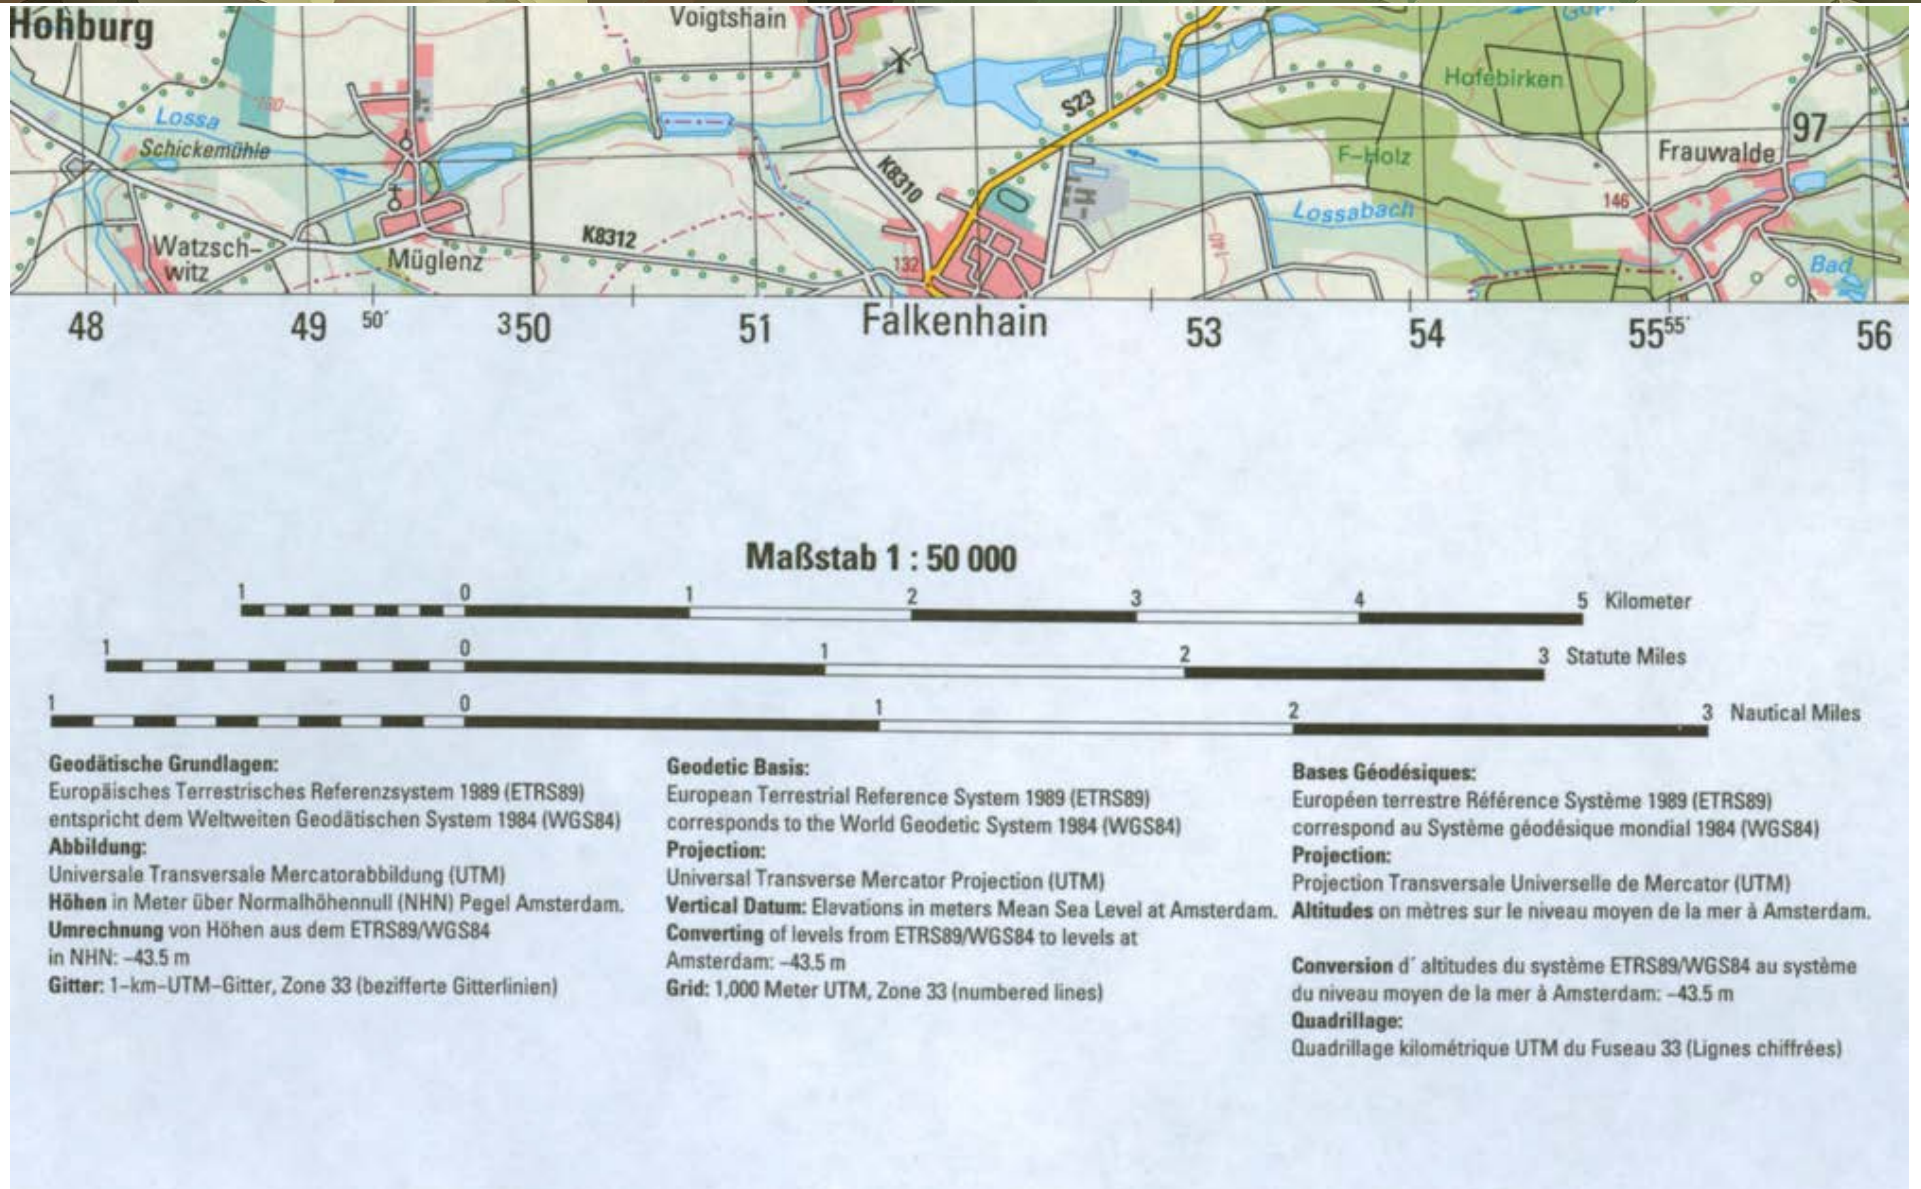 Hohburg
Voigtshain
Gopf
180
Lossa
Schickemühle
S23
Hofebirken
F–Holz
97
Frauwalde
K8310
146
Lossabach
Watzsch–
witz
Müglenz
K8312
132
140
Bad
48 49 50´ 350 51 Falkenhain 53 54 55 55´ 56
Maßstab 1 : 50 000
1 0 1 2 3 4 5 Kilometer
1 0 1 2 3 Statute Miles
1 0 1 2 3 Nautical Miles
Geodätische Grundlagen:
Europäisches Terrestrisches Referenzsystem 1989 (ETRS89)
entspricht dem Weltweiten Geodätischen System 1984 (WGS84)
Abbildung:
Universale Transversale Mercatorabbildung (UTM)
Höhen in Meter über Normalhöhennull (NHN) Pegel Amsterdam.
Umrechnung von Höhen aus dem ETRS89/WGS84
in NHN: –43.5 m
Gitter: 1–km–UTM–Gitter, Zone 33 (bezifferte Gitterlinien)
Geodetic Basis:
European Terrestrial Reference System 1989 (ETRS89)
corresponds to the World Geodetic System 1984 (WGS84)
Projection:
Universal Transverse Mercator Projection (UTM)
Vertical Datum: Elevations in meters Mean Sea Level at Amsterdam.
Converting of levels from ETRS89/WGS84 to levels at
Amsterdam: –43.5 m
Grid: 1,000 Meter UTM, Zone 33 (numbered lines)
Bases Géodésiques:
Européen terrestre Référence Système 1989 (ETRS89)
correspond au Système géodésique mondial 1984 (WGS84)
Projection:
Projection Transversale Universelle de Mercator (UTM)
Altitudes on mètres sur le niveau moyen de la mer à Amsterdam.
Conversion d´ altitudes du système ETRS89/WGS84 au système
du niveau moyen de la mer à Amsterdam: –43.5 m
Quadrillage:
Quadrillage kilométrique UTM du Fuseau 33 (Lignes chiffrées)